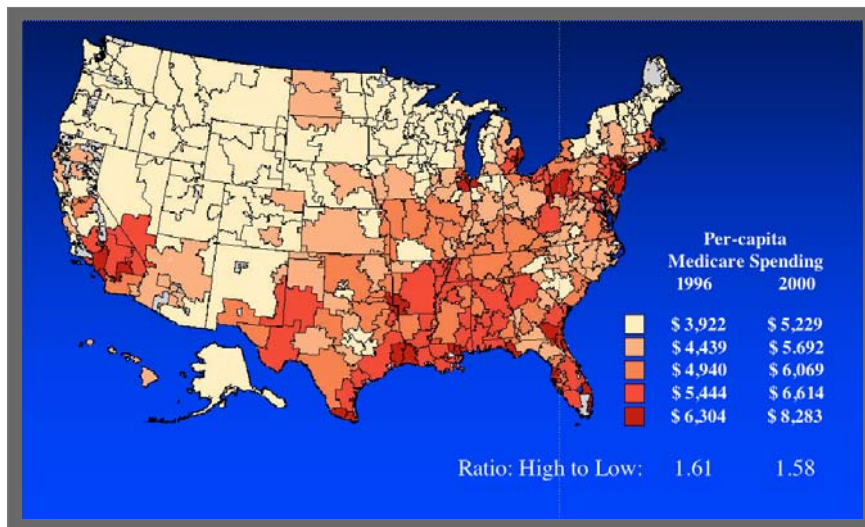 Per-capita
Medicare Spending
1996 2000
$ 3,922 $ 5,229
$ 4,439 $ 5.692
$ 4,940 $ 6,069
$ 5,444 $ 6,614
$ 6,304 $ 8,283
Ratio: High to Low: 1.61 1.58